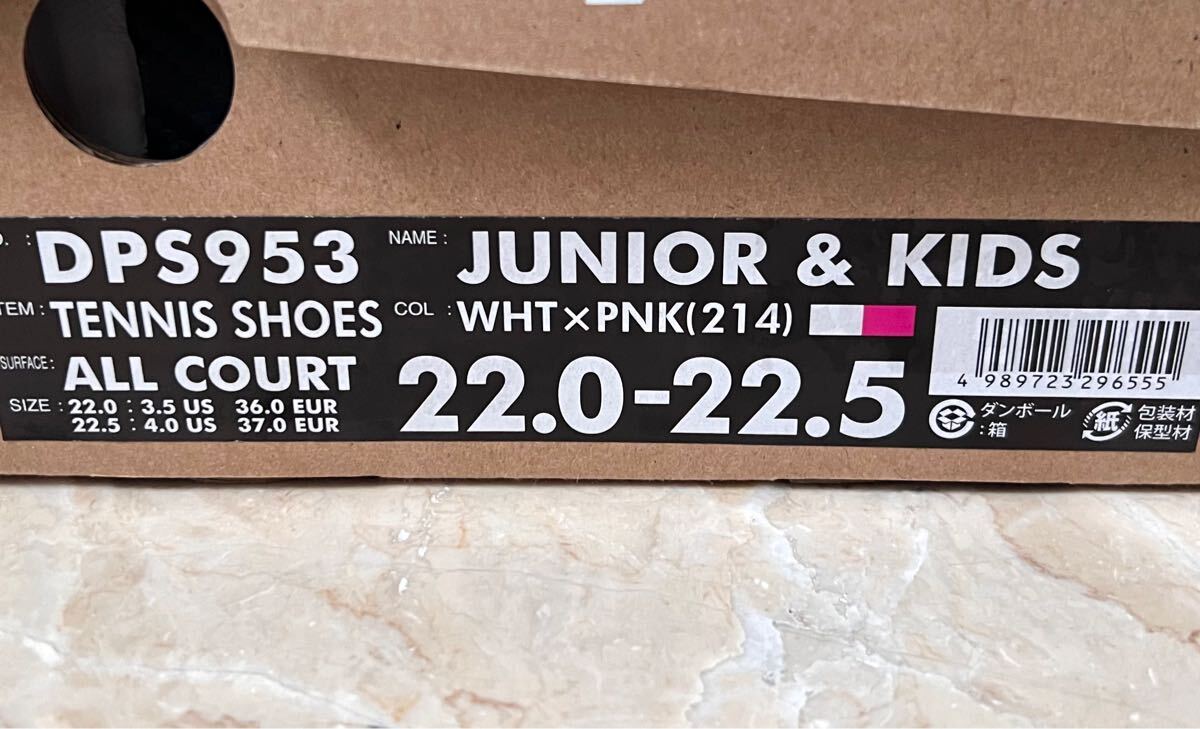 . : DPS953 NAME : JUNIOR & KIDS
TEM : TENNIS SHOES COL : WHT×PNK(214)
SURFACE : ALL COURT 22.0-22.5
SIZE : 22.0 : 3.5 US 36.0 EUR
22.5 : 4.0 US 37.0 EUR
4 989723 296555
ダンボール
:箱
紙
包装材
保型材